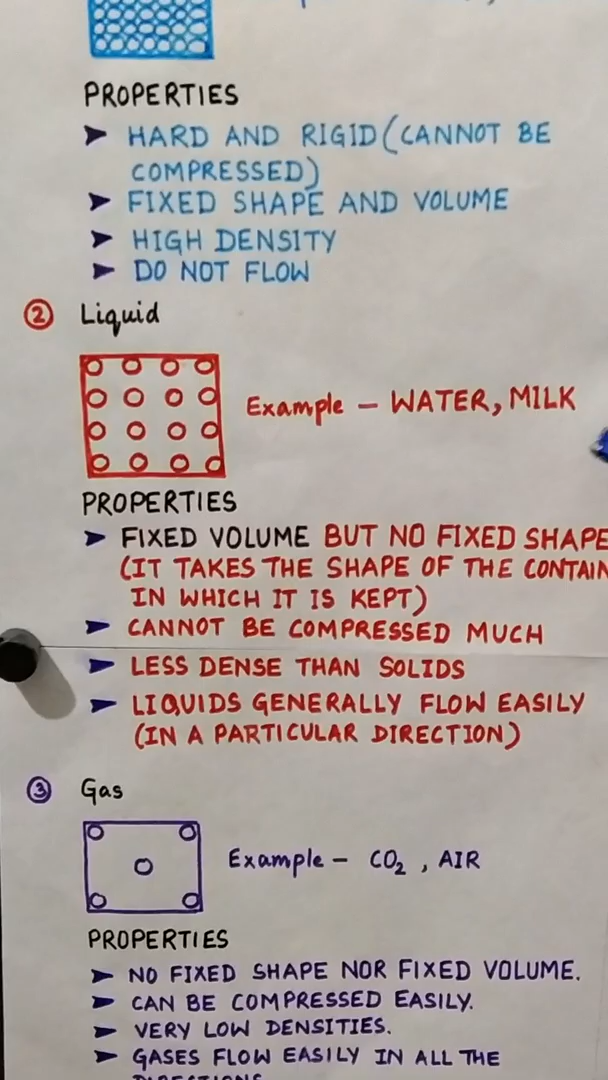 PROPERTIES
➤ HARD AND RIGID (CANNOT BE
COMPRESSED)
➤ FIXED SHAPE AND VOLUME
➤ HIGH DENSITY
➤ DO NOT FLOW
② Liquid
Example – WATER, MILK
PROPERTIES
➤ FIXED VOLUME BUT NO FIXED SHAPE
(IT TAKES THE SHAPE OF THE CONTAIN
IN WHICH IT IS KEPT)
➤ CANNOT BE COMPRESSED MUCH
➤ LESS DENSE THAN SOLIDS
➤ LIQUIDS GENERALLY FLOW EASILY
(IN A PARTICULAR DIRECTION)
③ Gas
Example – CO₂, AIR
PROPERTIES
➤ NO FIXED SHAPE NOR FIXED VOLUME.
➤ CAN BE COMPRESSED EASILY.
➤ VERY LOW DENSITIES.
➤ GASES FLOW EASILY IN ALL THE